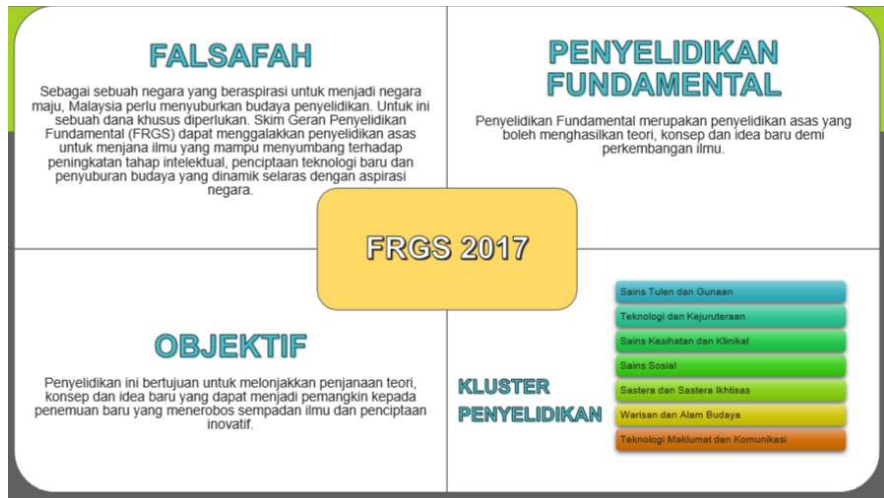 FALSAFAH
Sebagai sebuah negara yang beraspirasi untuk menjadi negara
maju, Malaysia perlu menyuburkan budaya penyelidikan. Untuk ini
sebuah dana khusus diperlukan. Skim Geran Penyelidikan
Fundamental (FRGS) dapat menggalakkan penyelidikan asas
untuk menjana ilmu yang mampu menyumbang terhadap
peningkatan tahap intelektual, penciptaan teknologi baru dan
penyuburan budaya yang dinamik selaras dengan aspirasi
negara.
PENYELIDIKAN
FUNDAMENTAL
Penyelidikan Fundamental merupakan penyelidikan asas yang
boleh menghasilkan teori, konsep dan idea baru demi
perkembangan ilmu.
FRGS 2017
OBJEKTIF
Penyelidikan ini bertujuan untuk melonjakkan penjanaan teori,
konsep dan idea baru yang dapat menjadi pemangkin kepada
penemuan baru yang menerobos sempadan ilmu dan penciptaan
inovatif.
KLUSTER
PENYELIDIKAN
Sains Tulen dan Gunaan
Teknologi dan Kejuruteraan
Sains Kesihatan dan Klinikal
Sains Sosial
Sastera dan Sastera Ikhtisas
Warisan dan Alam Budaya
Teknologi Maklumat dan Komunikasi